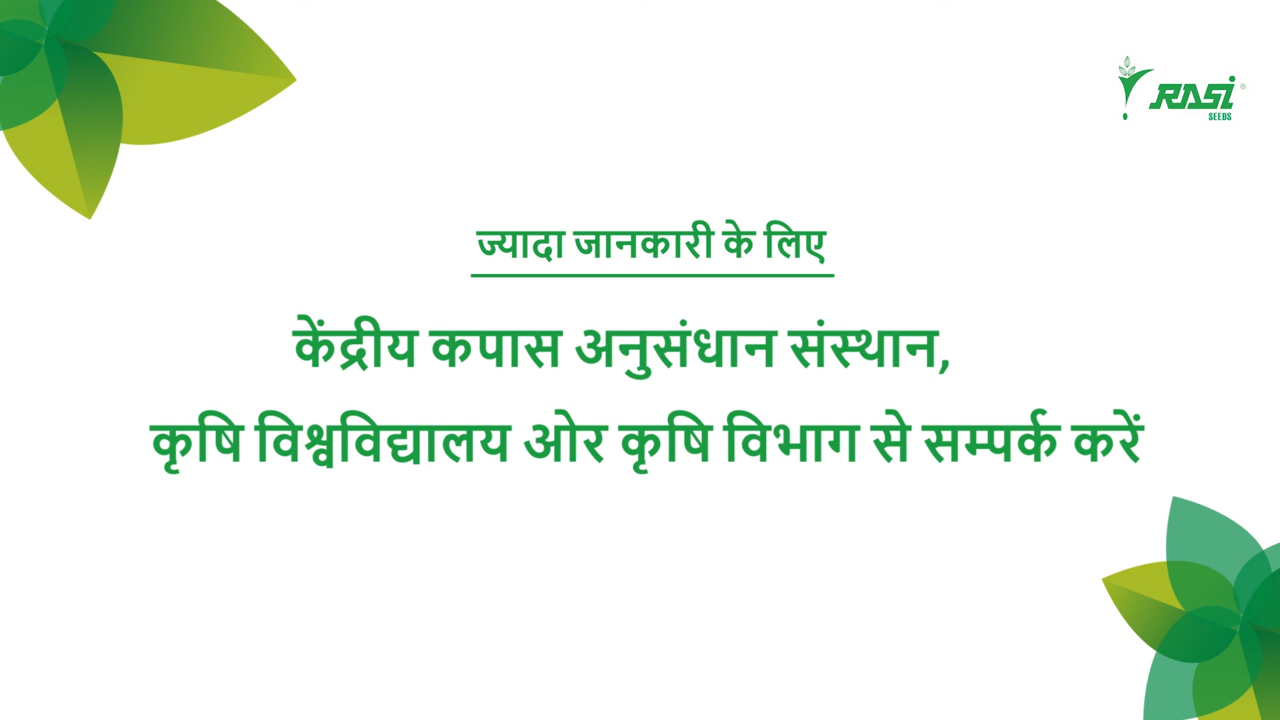 RASI
SEEDS
ज्यादा जानकारी के लिए
केंद्रीय कपास अनुसंधान संस्थान,
कृषि विश्वविद्यालय ओर कृषि विभाग से सम्पर्क करें